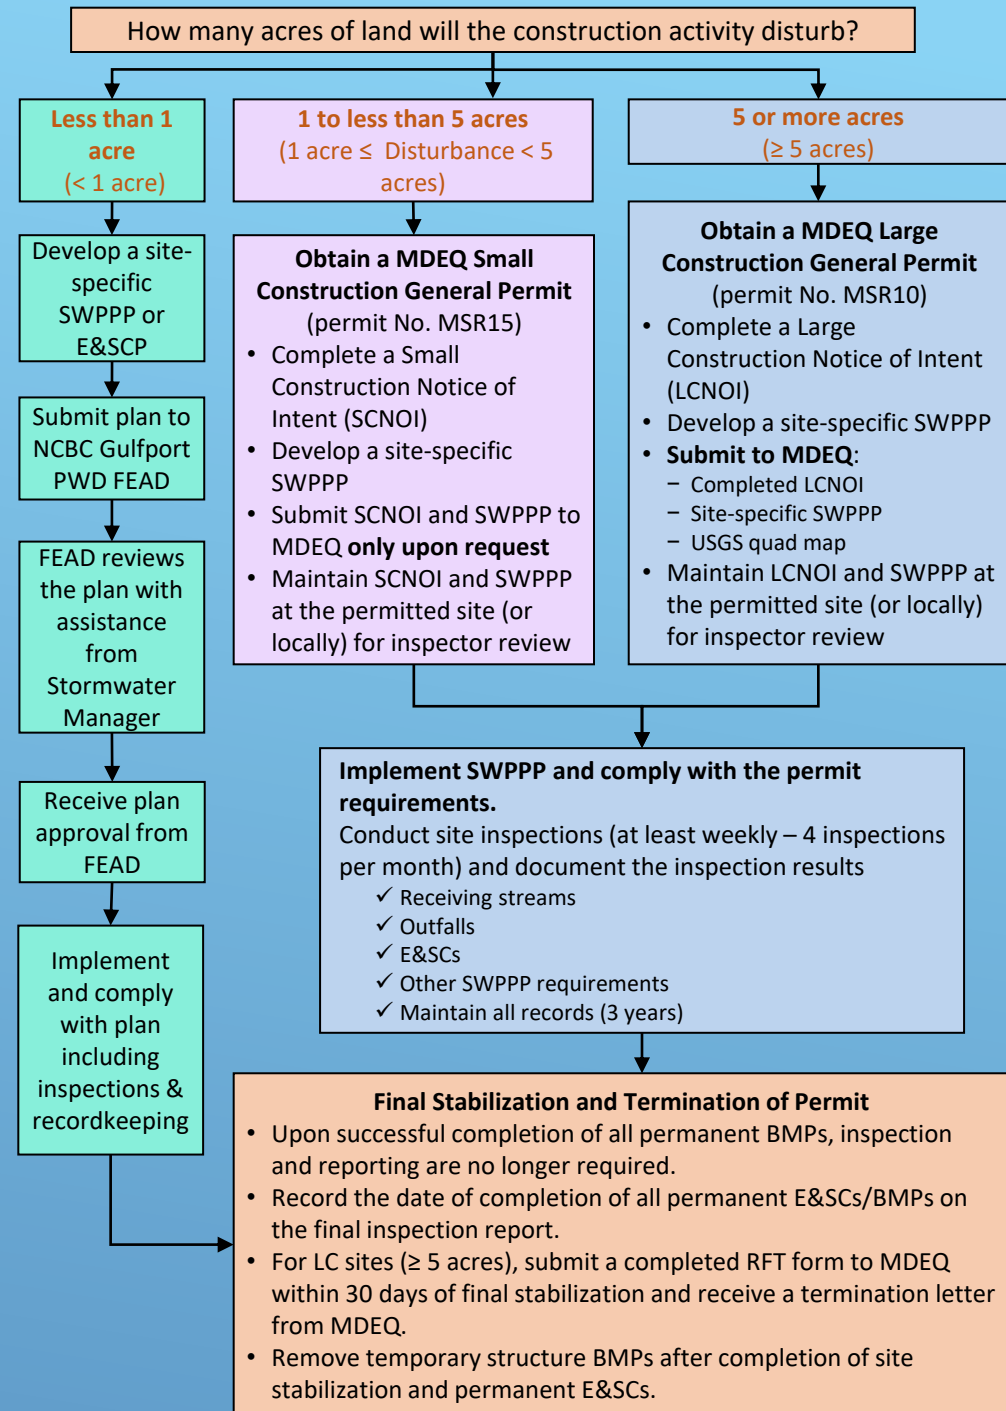 How many acres of land will the construction activity disturb?
Less than 1
acre
(< 1 acre)
Develop a site-
specific
SWPPP or
E&SCP
Submit plan to
NCBC Gulfport
PWD FEAD
FEAD reviews
the plan with
assistance
from
Stormwater
Manager
Receive plan
approval from
FEAD
Implement
and comply
with plan
including
inspections &
recordkeeping
1 to less than 5 acres
(1 acre ≤ Disturbance < 5
acres)
Obtain a MDEQ Small
Construction General Permit
(permit No. MSR15)
• Complete a Small
Construction Notice of
Intent (SCNOI)
• Develop a site-specific
SWPPP
• Submit SCNOI and SWPPP to
MDEQ only upon request
• Maintain SCNOI and SWPPP
at the permitted site (or
locally) for inspector review
5 or more acres
(≥ 5 acres)
Obtain a MDEQ Large
Construction General Permit
(permit No. MSR10)
• Complete a Large
Construction Notice of Intent
(LCNOI)
• Develop a site-specific SWPPP
• Submit to MDEQ:
− Completed LCNOI
− Site-specific SWPPP
− USGS quad map
• Maintain LCNOI and SWPPP at
the permitted site (or locally)
for inspector review
Implement SWPPP and comply with the permit
requirements.
Conduct site inspections (at least weekly – 4 inspections
per month) and document the inspection results
✓ Receiving streams
✓ Outfalls
✓ E&SCs
✓ Other SWPPP requirements
✓ Maintain all records (3 years)
Final Stabilization and Termination of Permit
• Upon successful completion of all permanent BMPs, inspection
and reporting are no longer required.
• Record the date of completion of all permanent E&SCs/BMPs on
the final inspection report.
• For LC sites (≥ 5 acres), submit a completed RFT form to MDEQ
within 30 days of final stabilization and receive a termination letter
from MDEQ.
• Remove temporary structure BMPs after completion of site
stabilization and permanent E&SCs.